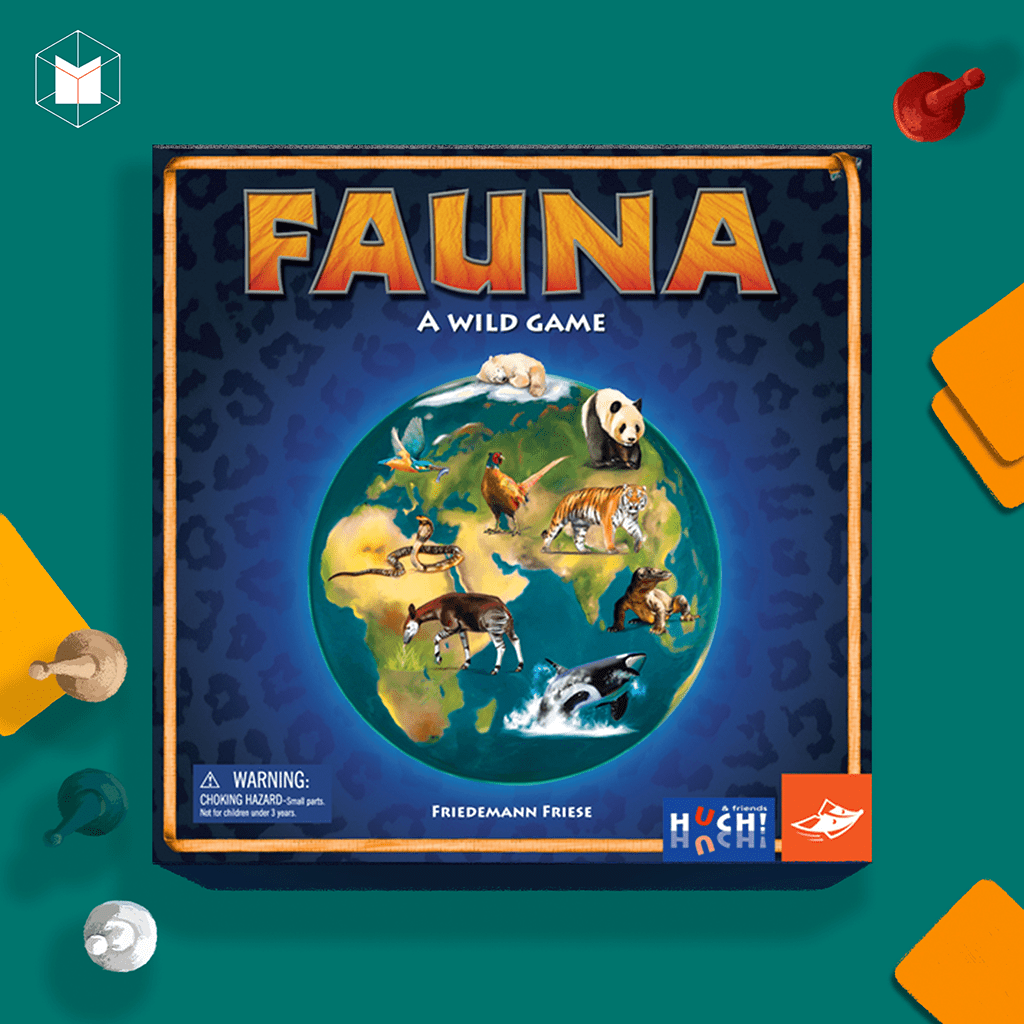 FAUNA
A WILD GAME
WARNING:
CHOKING HAZARD-Small parts.
Not for children under 3 years.
FRIEDEMANN FRIESE
& friends
HUCH!